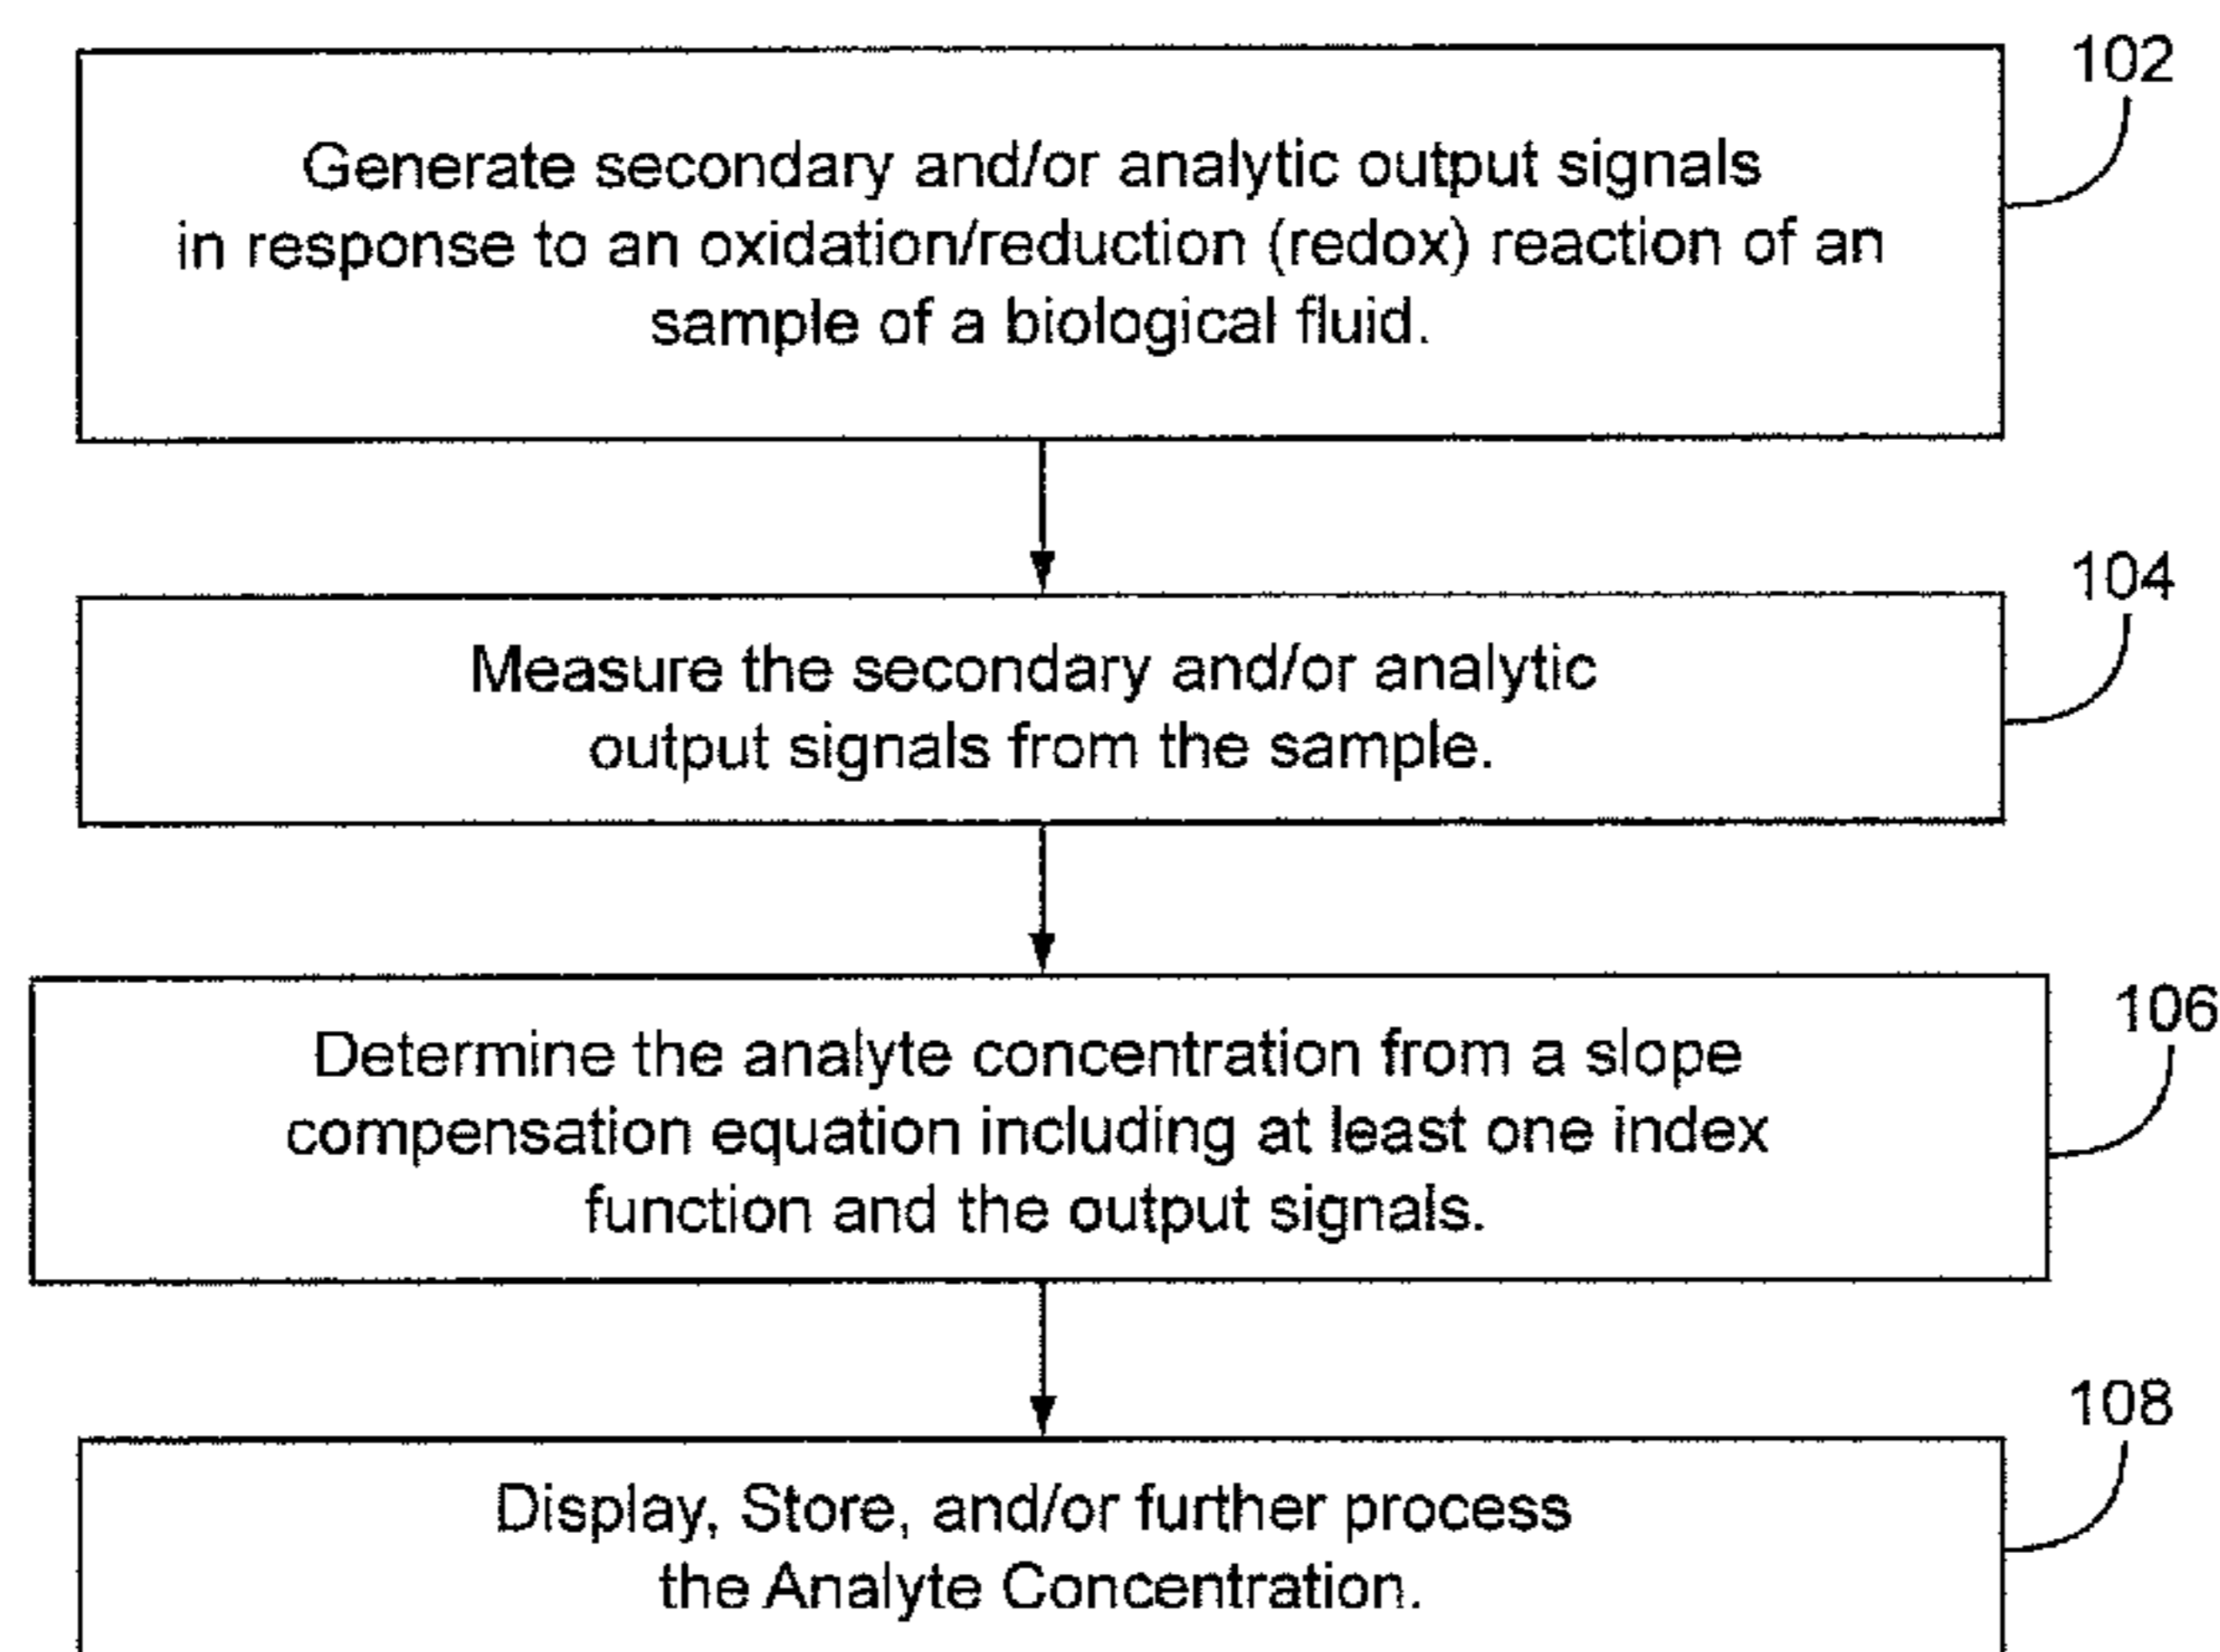 102
Generate secondary and/or analytic output signals
in response to an oxidation/reduction (redox) reaction of an
sample of a biological fluid.
104
Measure the secondary and/or analytic
output signals from the sample.
106
Determine the analyte concentration from a slope
compensation equation including at least one index
function and the output signals.
108
Display, Store, and/or further process
the Analyte Concentration.